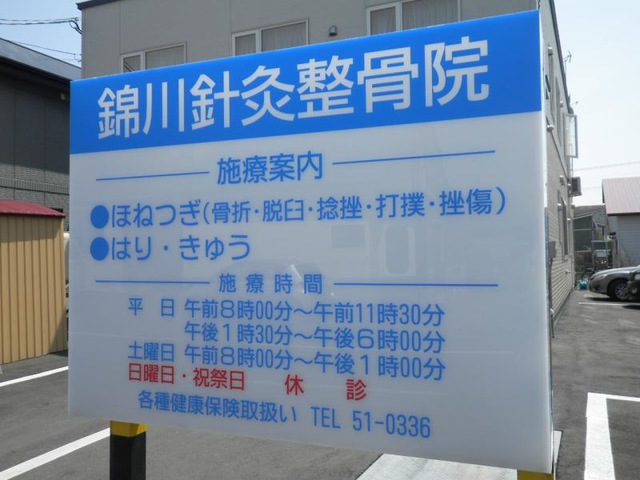 錦川針灸整骨院
施療案内
●ほねつぎ(骨折・脱臼・捻挫・打撲・挫傷)
●はり・きゅう
施療時間
平日 午前8時00分～午前11時30分
午後1時30分～午後6時00分
土曜日 午前8時00分～午後1時00分
日曜日・祝祭日 休診
各種健康保険取扱い TEL 51-0336